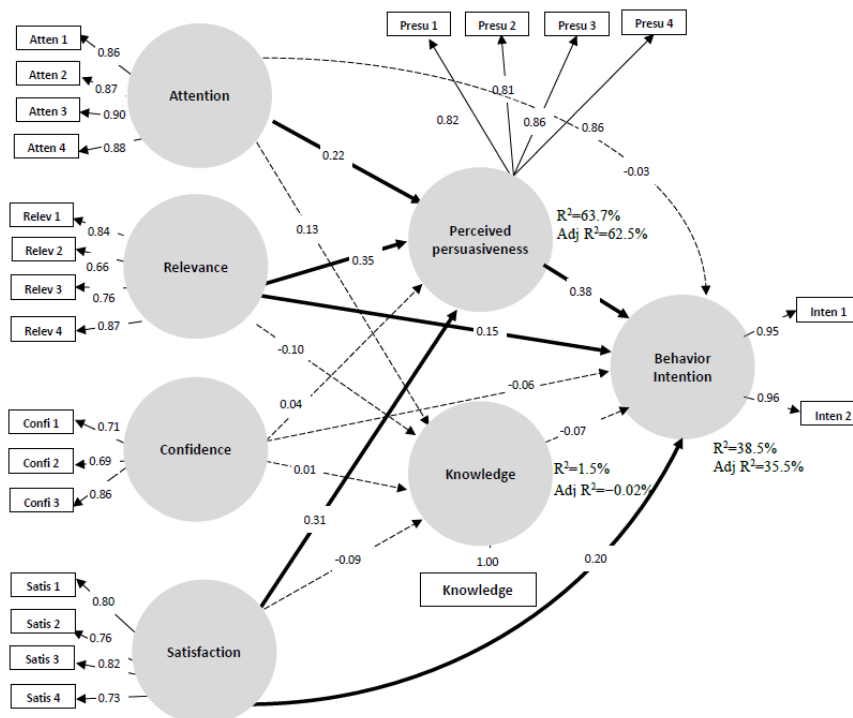 Presu 1
Presu 2
Presu 3
Presu 4
Atten 1
Atten 2
Atten 3
Atten 4
0.86
0.87
0.90
0.88
Attention
0.82
0.81
0.86
0.86
0.22
-0.03
0.13
Relev 1
Relev 2
Relev 3
Relev 4
0.84
0.66
0.76
0.87
Relevance
0.35
Perceived
persuasiveness
R²=63.7%
Adj R²=62.5%
0.38
0.15
-0.10
Inten 1
0.95
Behavior
Intention
0.96
Inten 2
R²=38.5%
Adj R²=35.5%
Confi 1
Confi 2
Confi 3
0.71
0.69
0.86
Confidence
0.04
-0.06
0.01
-0.07
Knowledge
R²=1.5%
Adj R²=−0.02%
0.31
-0.09
1.00
Knowledge
0.20
Satis 1
Satis 2
Satis 3
Satis 4
0.80
0.76
0.82
0.73
Satisfaction